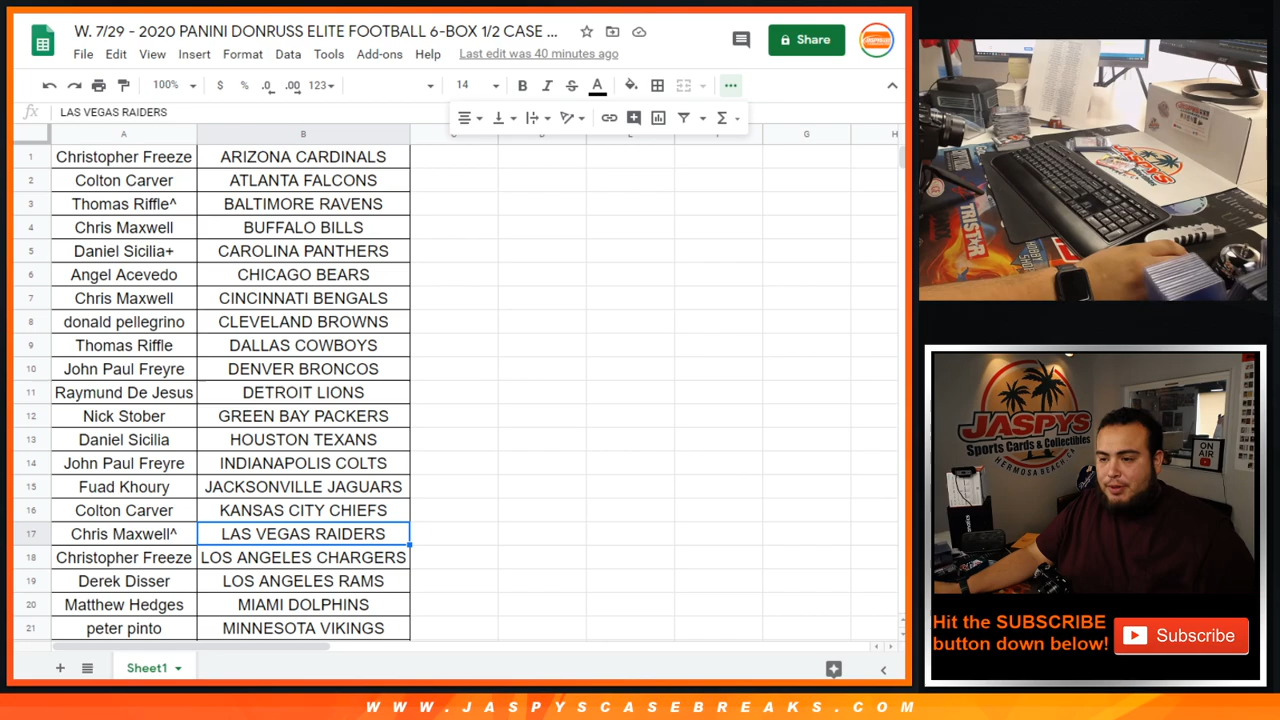 W. 7/29 - 2020 PANINI DONRUSS ELITE FOOTBALL 6-BOX 1/2 CASE ...
File Edit View Insert Format Data Tools Add-ons Help Last edit was 40 minutes ago
Share
100% $ % .0 .00 123 14 B I S A
fx LAS VEGAS RAIDERS
A B G H
1 Christopher Freeze ARIZONA CARDINALS
2 Colton Carver ATLANTA FALCONS
3 Thomas Riffle^ BALTIMORE RAVENS
4 Chris Maxwell BUFFALO BILLS
5 Daniel Sicilia+ CAROLINA PANTHERS
6 Angel Acevedo CHICAGO BEARS
7 Chris Maxwell CINCINNATI BENGALS
8 donald pellegrino CLEVELAND BROWNS
9 Thomas Riffle DALLAS COWBOYS
10 John Paul Freyre DENVER BRONCOS
11 Raymund De Jesus DETROIT LIONS
12 Nick Stober GREEN BAY PACKERS
13 Daniel Sicilia HOUSTON TEXANS
14 John Paul Freyre INDIANAPOLIS COLTS
15 Fuad Khoury JACKSONVILLE JAGUARS
16 Colton Carver KANSAS CITY CHIEFS
17 Chris Maxwell^ LAS VEGAS RAIDERS
18 Christopher Freeze LOS ANGELES CHARGERS
19 Derek Disser LOS ANGELES RAMS
20 Matthew Hedges MIAMI DOLPHINS
21 peter pinto MINNESOTA VIKINGS
Sheet1
JASPYS
TRISTAR
JASPYS
Sports Cards & Collectibles
HERMOSA BEACH, CA
ON
AIR
Hit the SUBSCRIBE
button down below!
Subscribe
WWW.JASPYSCASEBREAKS.COM